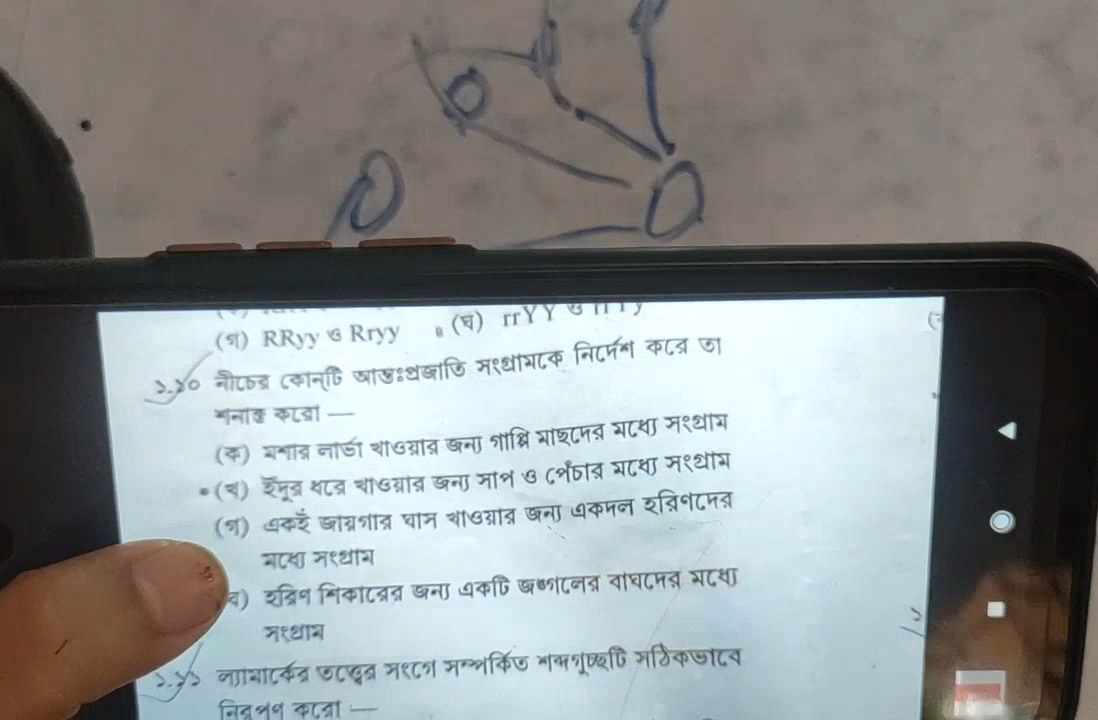 (গ) RRyy ও Rryy (ঘ) rrYY ও
১.১০ নীচের কোনটি আন্তঃপ্রজাতি সংগ্রামকে নির্দেশ করে তা
শনাক্ত করো —
(ক) মশার লার্ভা খাওয়ার জন্য গাপ্পি মাছদের মধ্যে সংগ্রাম
(খ) ইঁদুর ধরে খাওয়ার জন্য সাপ ও পেঁচার মধ্যে সংগ্রাম
(গ) একই জায়গার ঘাস খাওয়ার জন্য একদল হরিণদের
মধ্যে সংগ্রাম
হরিণ শিকারের জন্য একটি জঙ্গলের বাঘদের মধ্যে
সংগ্রাম
১.১১ ল্যামার্কের তত্ত্বের সংগে সম্পর্কিত শব্দগুচ্ছটি সঠিকভাবে
নিরূপণ করো —